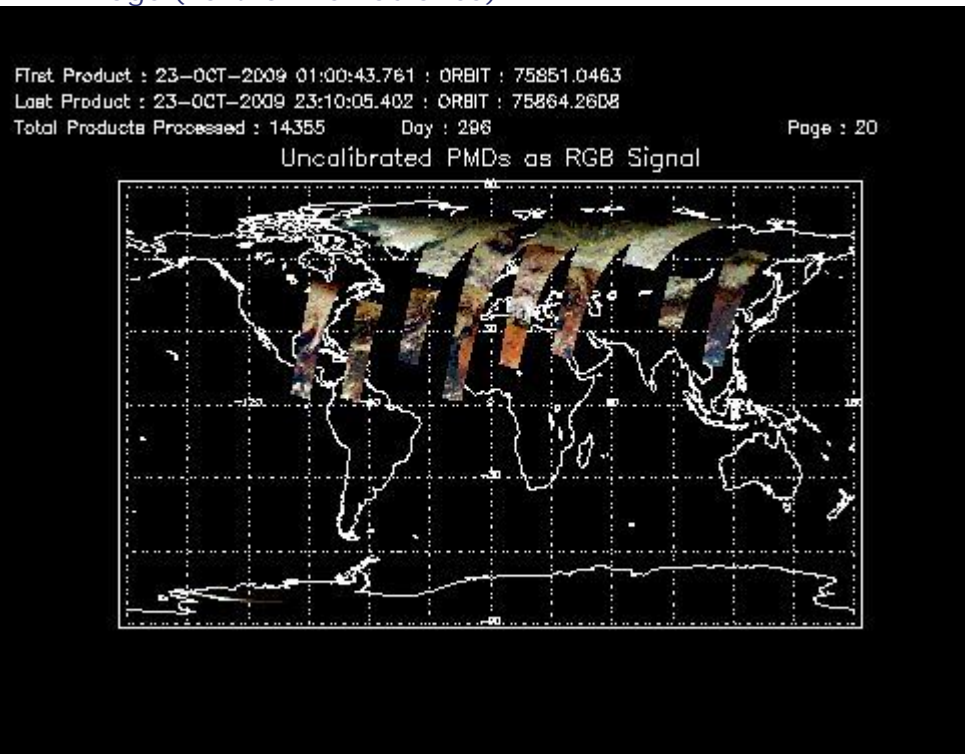 First Product : 23-OCT-2009 01:00:43.761 : ORBIT : 75851.0463
Last Product : 23-OCT-2009 23:10:05.402 : ORBIT : 75864.2608
Total Products Processed : 14355 Day : 296 Page : 20
Uncalibrated PMDs as RGB Signal